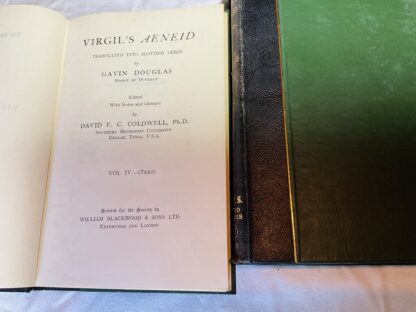 VIRGIL'S AENEID
TRANSLATED INTO SCOTTISH VERSE
by
GAVIN DOUGLAS
BISHOP OF DUNKELD
Edited
With Notes and Glossary
by
DAVID F. C. COLDWELL, PH.D.
SOUTHERN METHODIST UNIVERSITY
DALLAS, TEXAS, U.S.A.
VOL. IV.—(TEXT)
Printed for the Society by
WILLIAM BLACKWOOD & SONS LTD.
EDINBURGH AND LONDON